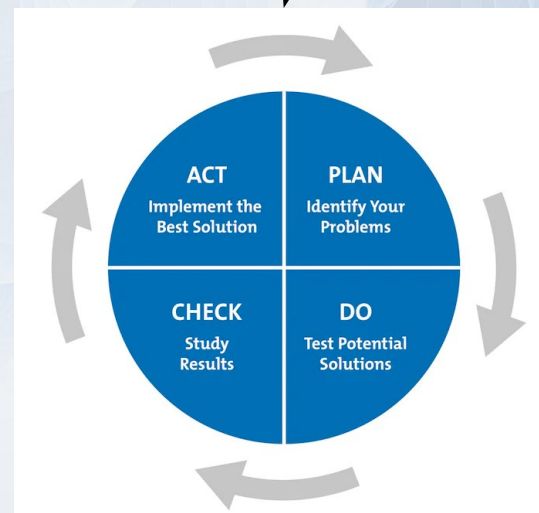 ACT
Implement the
Best Solution
PLAN
Identify Your
Problems
CHECK
Study
Results
DO
Test Potential
Solutions